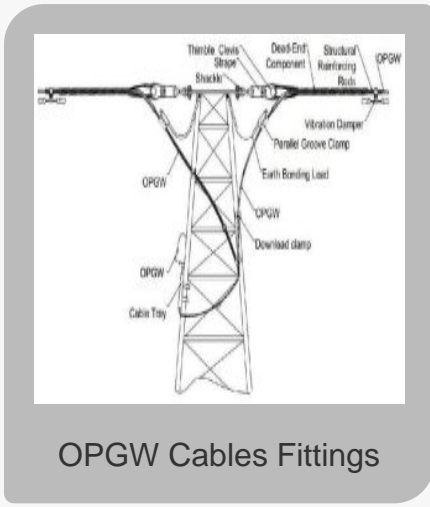 Thimble Clevis
Strape
Shackle
Dead-End
Component
Structural
Reinforcing
Rods
OPGW
Vibration Damper
Parallel Groove Clamp
Earth Bonding Lead
OPGW
OPGW
Download clamp
OPGW
Cable Tray
OPGW Cables Fittings